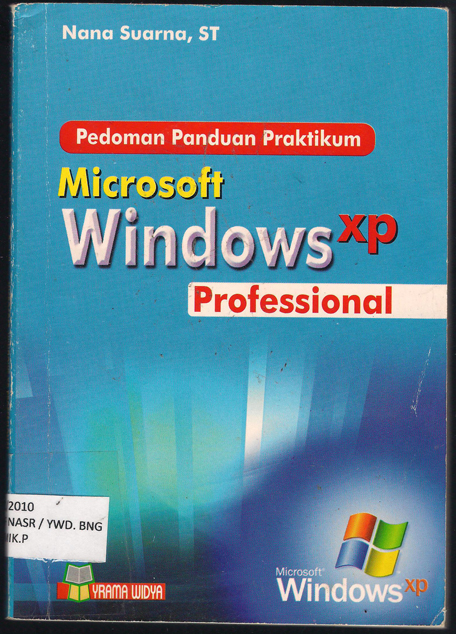 Nana Suarna, ST
Pedoman Panduan Praktikum
Microsoft
Windows xp
Professional
2010
NASR / YWD. BNG
IK.P
YRAMA WIDYA
Microsoft®
Windows xp